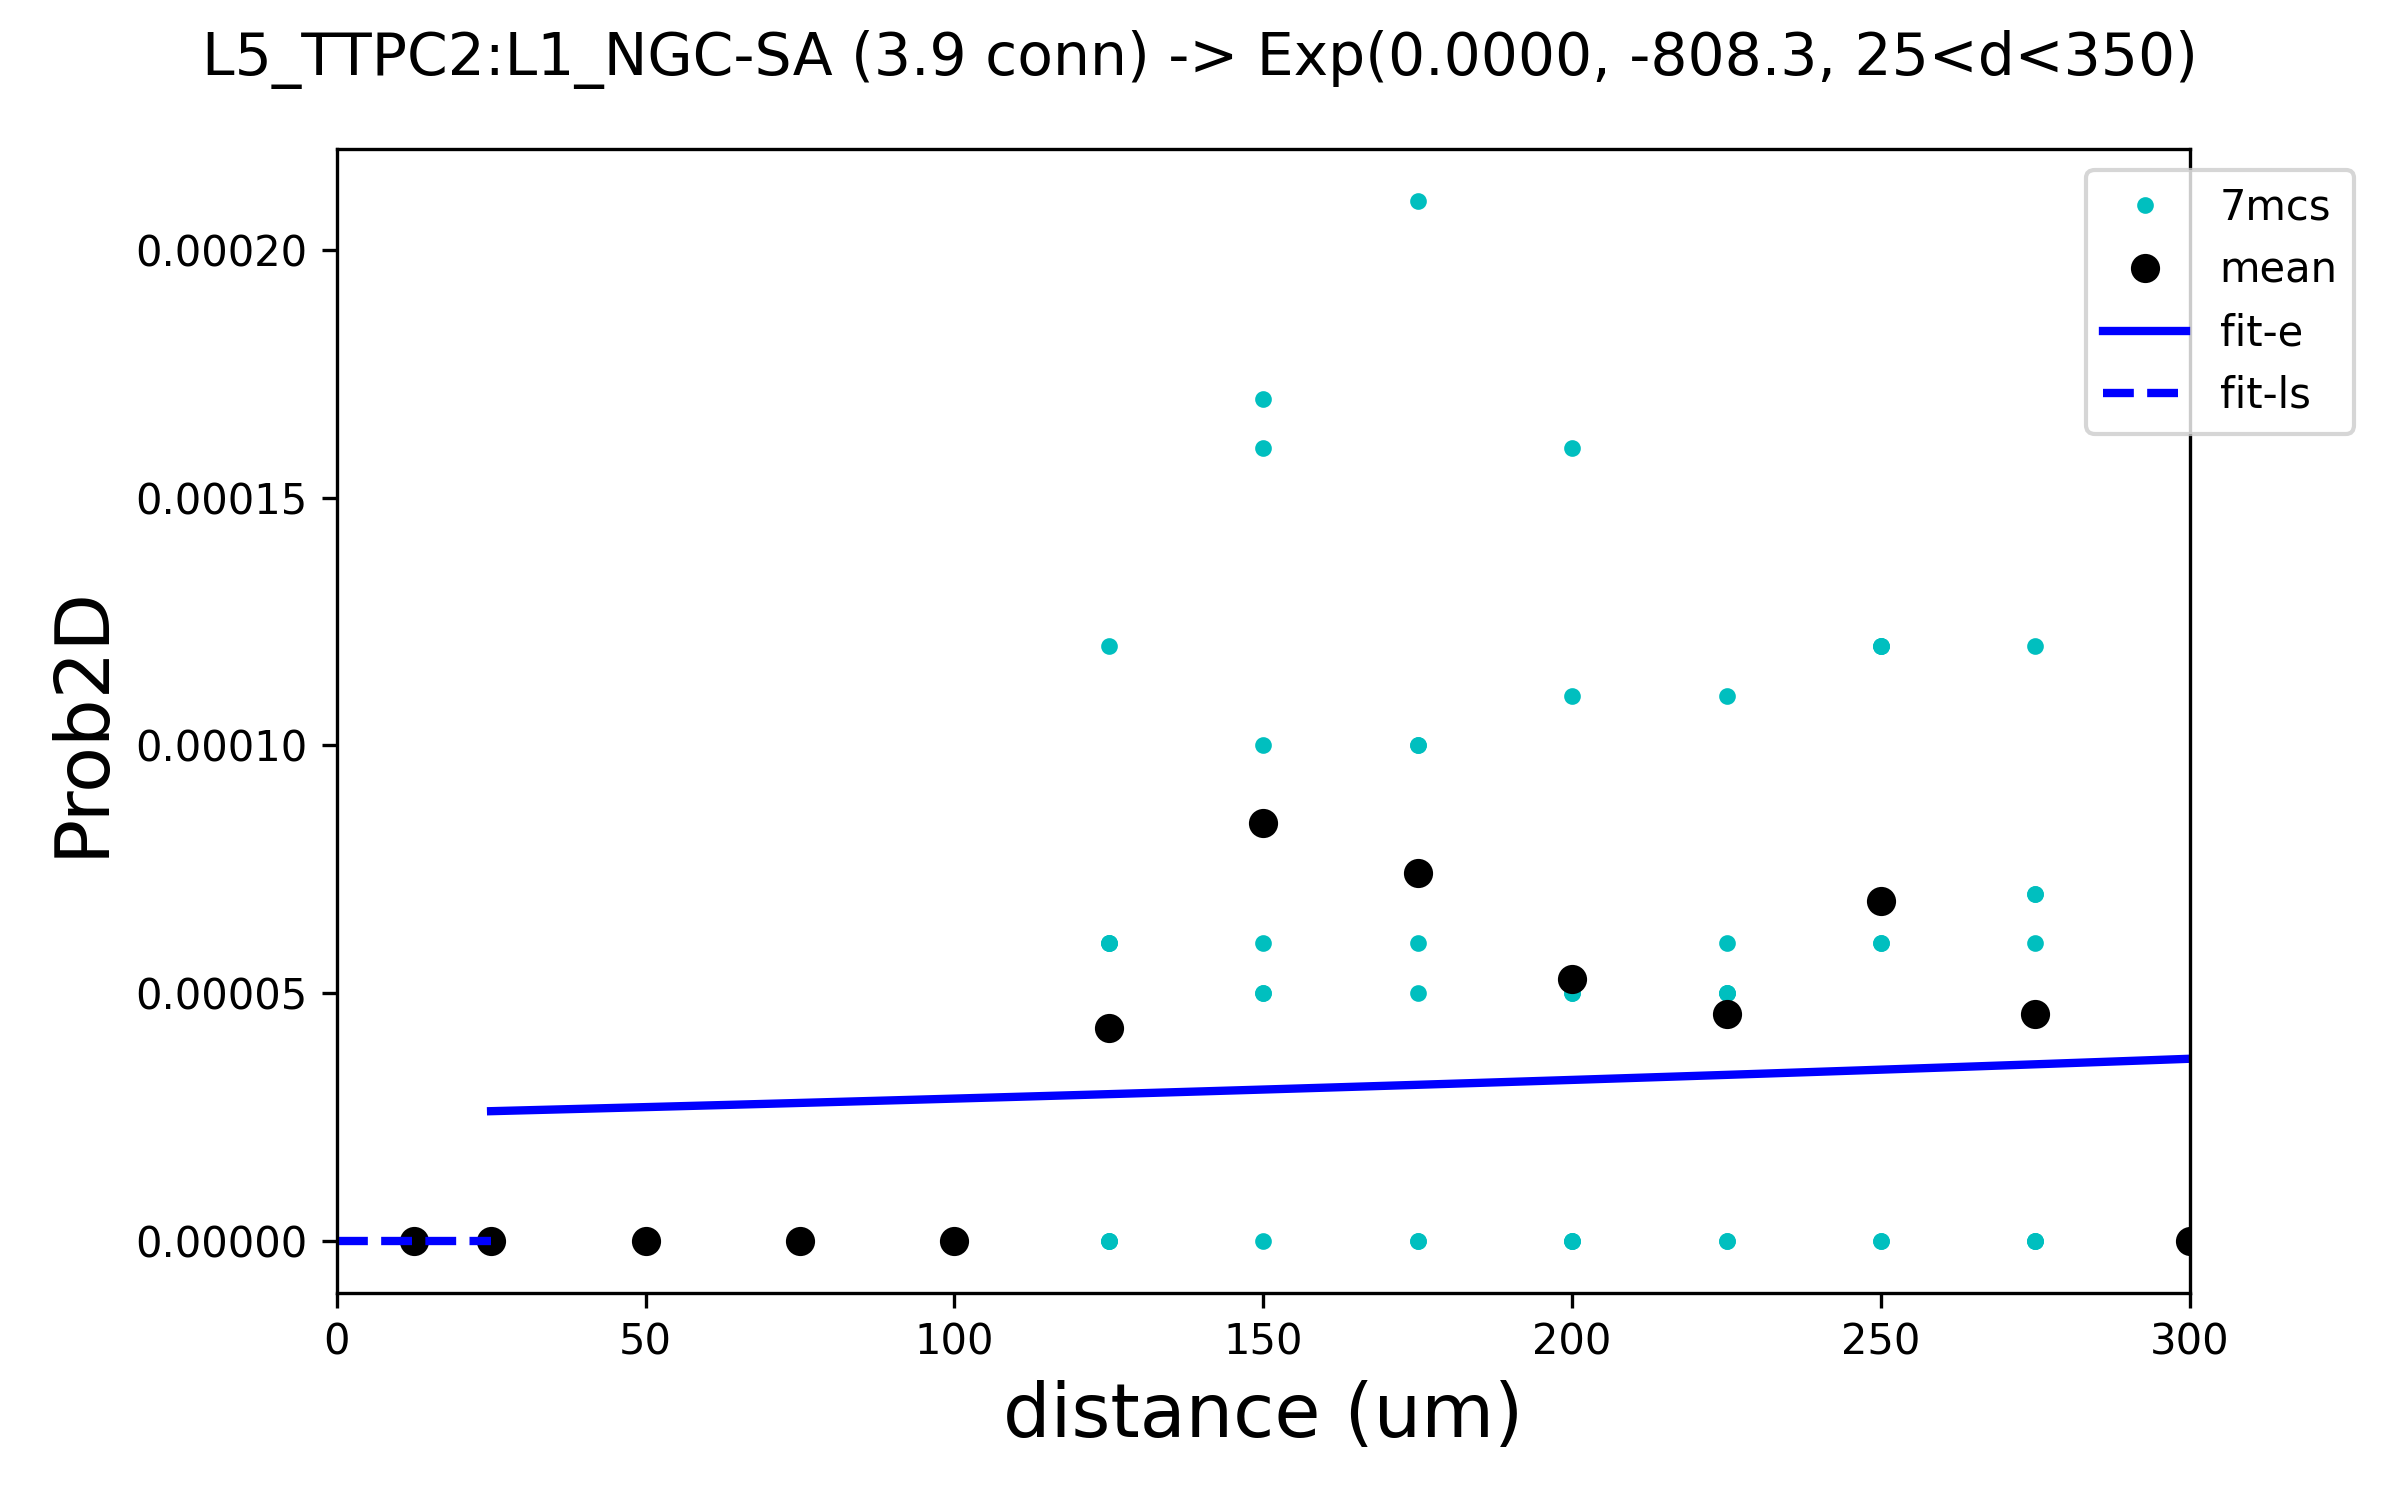 L5_TTPC2:L1_NGC-SA (3.9 conn) -> Exp(0.0000, -808.3, 25<d<350)
7mcs
mean
fit-e
fit-ls
Prob2D
0.00020
0.00015
0.00010
0.00005
0.00000
0 50 100 150 200 250 300
distance (um)